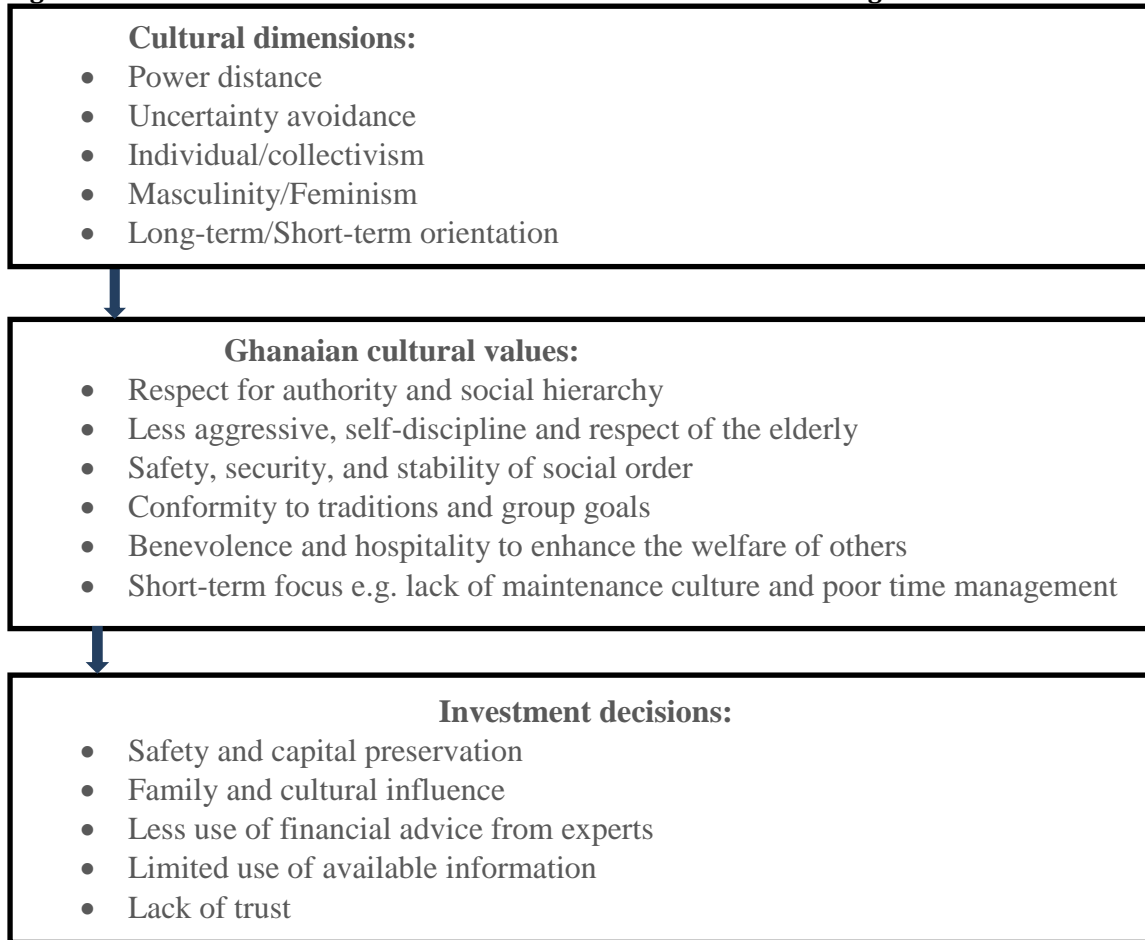 Cultural dimensions:
• Power distance
• Uncertainty avoidance
• Individual/collectivism
• Masculinity/Feminism
• Long-term/Short-term orientation
Ghanaian cultural values:
• Respect for authority and social hierarchy
• Less aggressive, self-discipline and respect of the elderly
• Safety, security, and stability of social order
• Conformity to traditions and group goals
• Benevolence and hospitality to enhance the welfare of others
• Short-term focus e.g. lack of maintenance culture and poor time management
Investment decisions:
• Safety and capital preservation
• Family and cultural influence
• Less use of financial advice from experts
• Limited use of available information
• Lack of trust